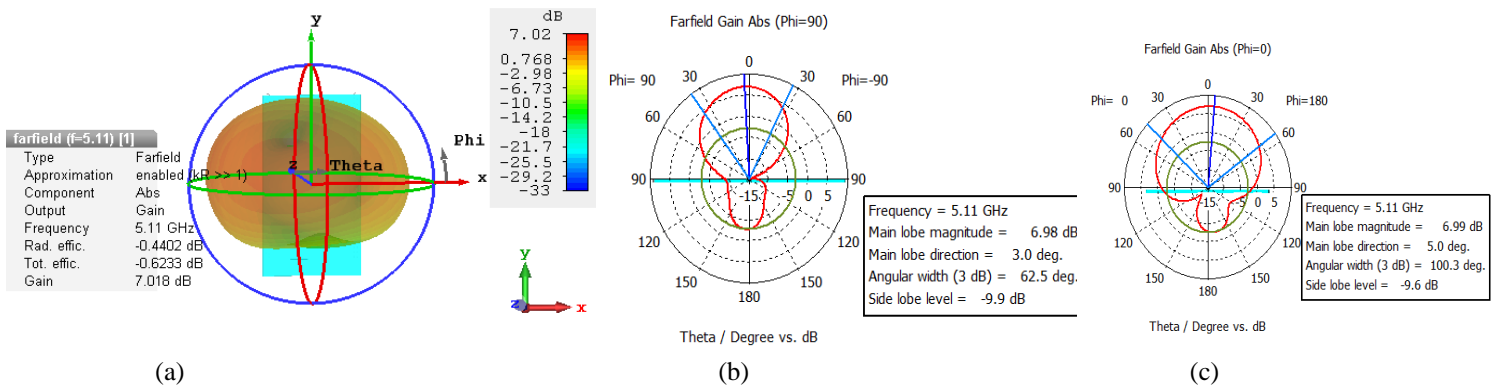 y
dB
7.02
0.768
-2.98
-6.73
-10.5
-14.2
-18
-21.7
-25.5
-29.2
-33
Phi
z
Theta
x
farfield (f=5.11) [1]
Type Farfield
Approximation enabled (kR >> 1)
Component Abs
Output Gain
Frequency 5.11 GHz
Rad. effic. -0.4402 dB
Tot. effic. -0.6233 dB
Gain 7.018 dB
y
z
x
(a)
Farfield Gain Abs (Phi=90)
0
30 30
Phi= 90 Phi=-90
60 60
90 90
-15 -5 0 5
120 120
150 150
180
Theta / Degree vs. dB
Frequency = 5.11 GHz
Main lobe magnitude = 6.98 dB
Main lobe direction = 3.0 deg.
Angular width (3 dB) = 62.5 deg.
Side lobe level = -9.9 dB
(b)
Farfield Gain Abs (Phi=0)
0
30 30
Phi= 0 Phi=180
60 60
90 90
-15 -5 0 5
120 120
150 150
180
Theta / Degree vs. dB
Frequency = 5.11 GHz
Main lobe magnitude = 6.99 dB
Main lobe direction = 5.0 deg.
Angular width (3 dB) = 100.3 deg.
Side lobe level = -9.6 dB
(c)